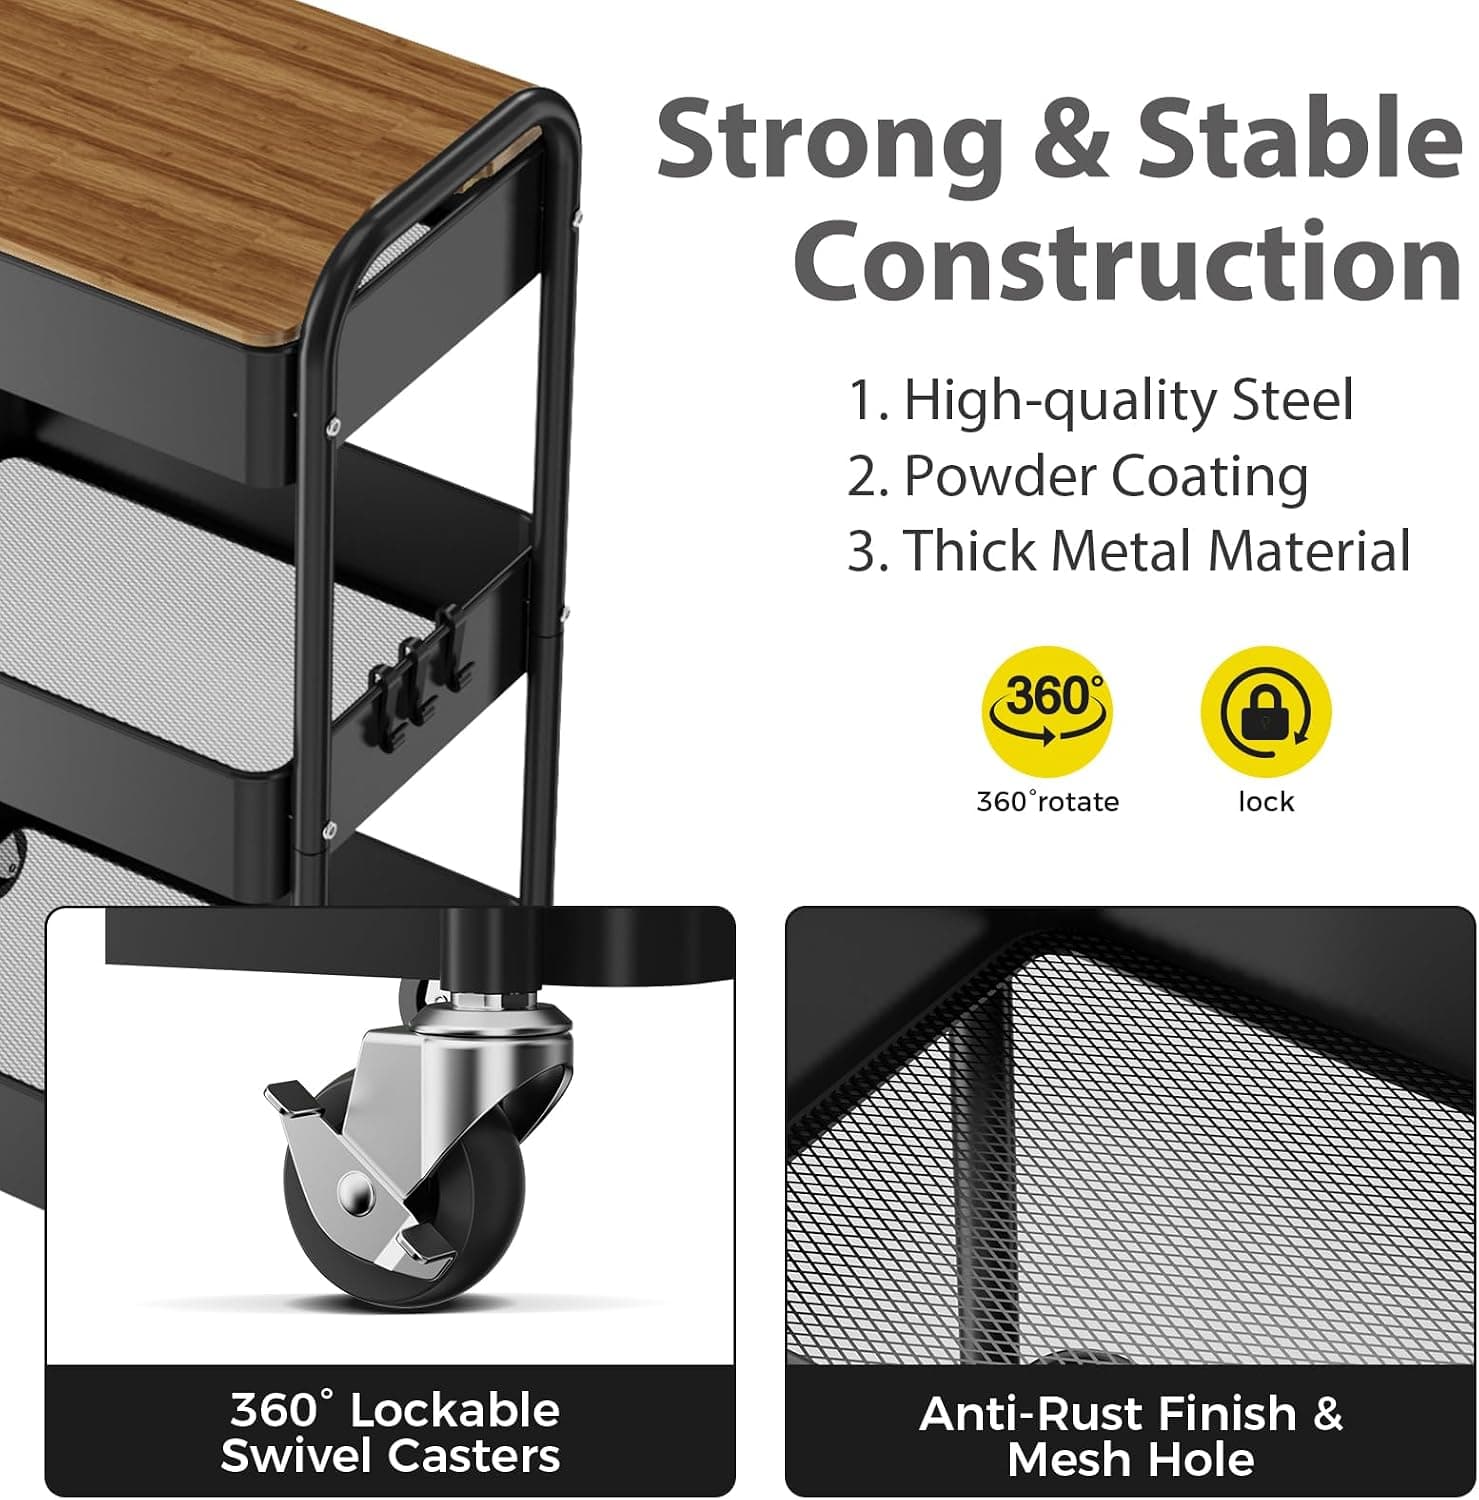 Strong & Stable
Construction
1. High-quality Steel
2. Powder Coating
3. Thick Metal Material
360°
360°rotate
lock
360° Lockable
Swivel Casters
Anti-Rust Finish &
Mesh Hole